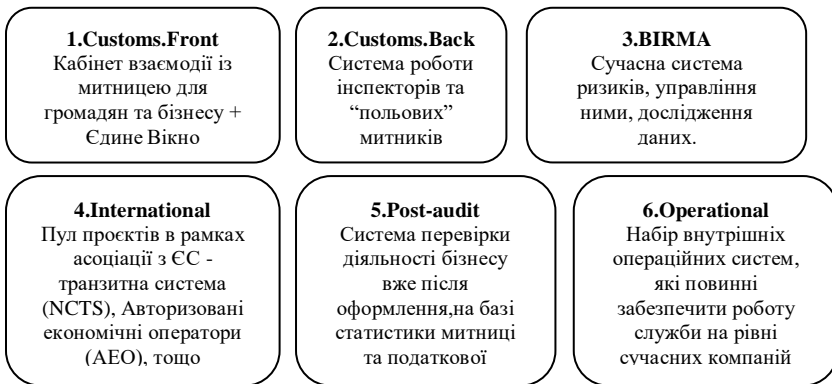 1.Customs.Front
Кабінет взаємодії із
митницею для
громадян та бізнесу +
Єдине Вікно
2.Customs.Back
Система роботи
інспекторів та
“польових”
митників
3.BIRMA
Сучасна система
ризиків, управління
ними, дослідження
даних.
4.International
Пул проєктів в рамках
асоціації з ЄС -
транзитна система
(NCTS), Авторизовані
економічні оператори
(АЕО), тощо
5.Post-audit
Система перевірки
діяльності бізнесу
вже після
оформлення,на базі
статистики митниці
та податкової
6.Operational
Набір внутрішніх
операційних систем,
які повинні
забезпечити роботу
служби на рівні
сучасних компаній